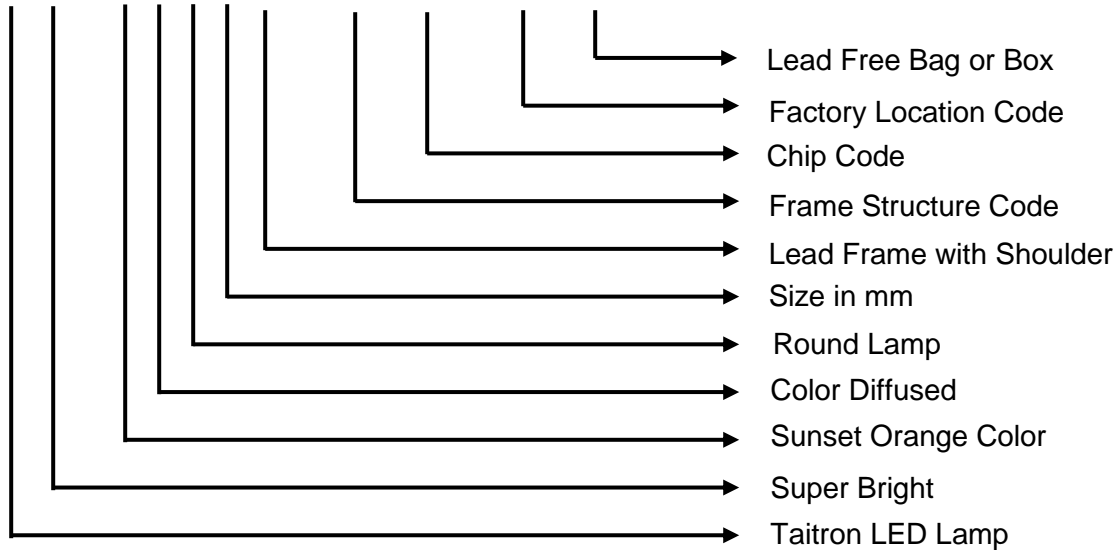 Lead Free Bag or Box
Factory Location Code
Chip Code
Frame Structure Code
Lead Frame with Shoulder
Size in mm
Round Lamp
Color Diffused
Sunset Orange Color
Super Bright
Taitron LED Lamp